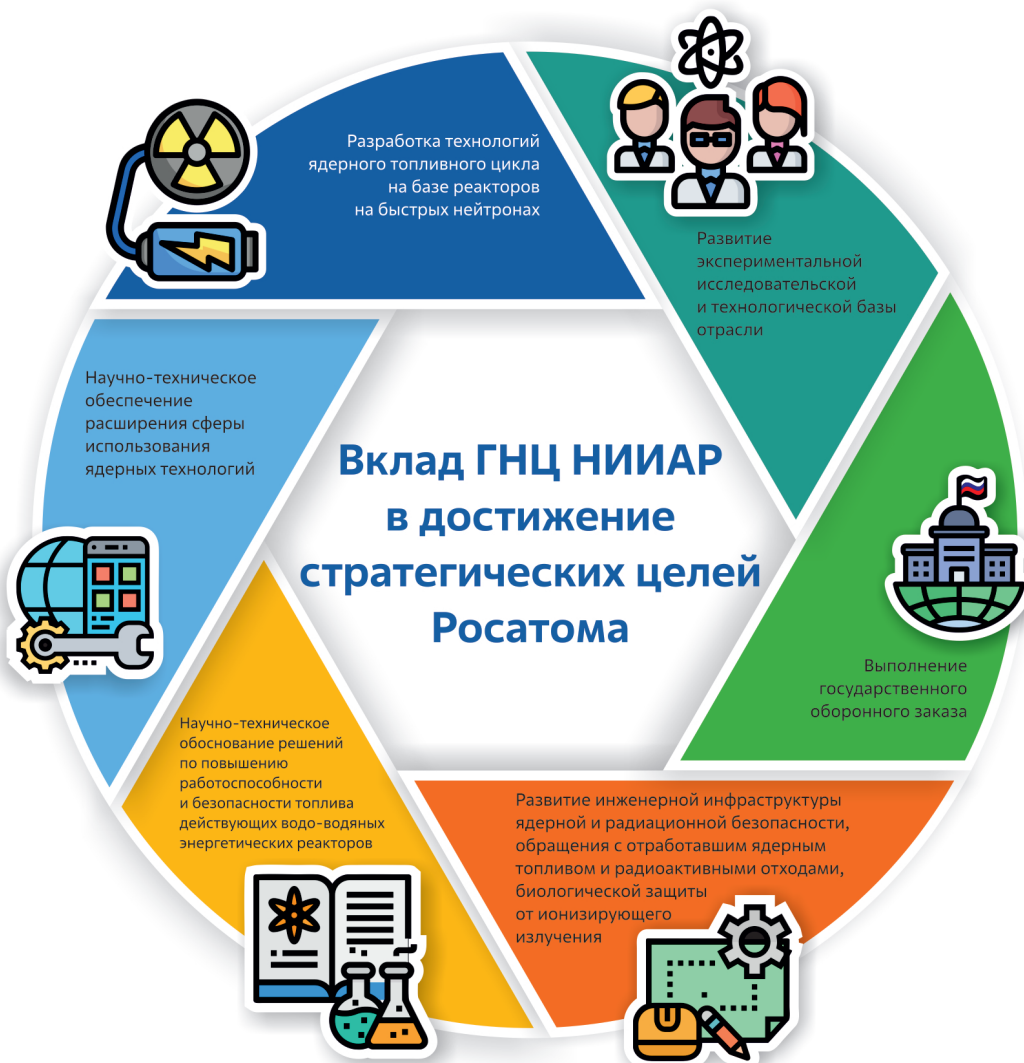 Разработка технологий
ядерного топливного цикла
на базе реакторов
на быстрых нейтронах
Развитие
экспериментальной
исследовательской
и технологической базы
отрасли
Научно-техническое
обеспечение
расширения сферы
использования
ядерных технологий
Вклад ГНЦ НИИАР
в достижение
стратегических целей
Росатома
Выполнение
государственного
оборонного заказа
Научно-техническое
обоснование решений
по повышению
работоспособности
и безопасности топлива
действующих водо-водяных
энергетических реакторов
Развитие инженерной инфраструктуры
ядерной и радиационной безопасности,
обращения с отработавшим ядерным
топливом и радиоактивными отходами,
биологической защиты
от ионизирующего
излучения